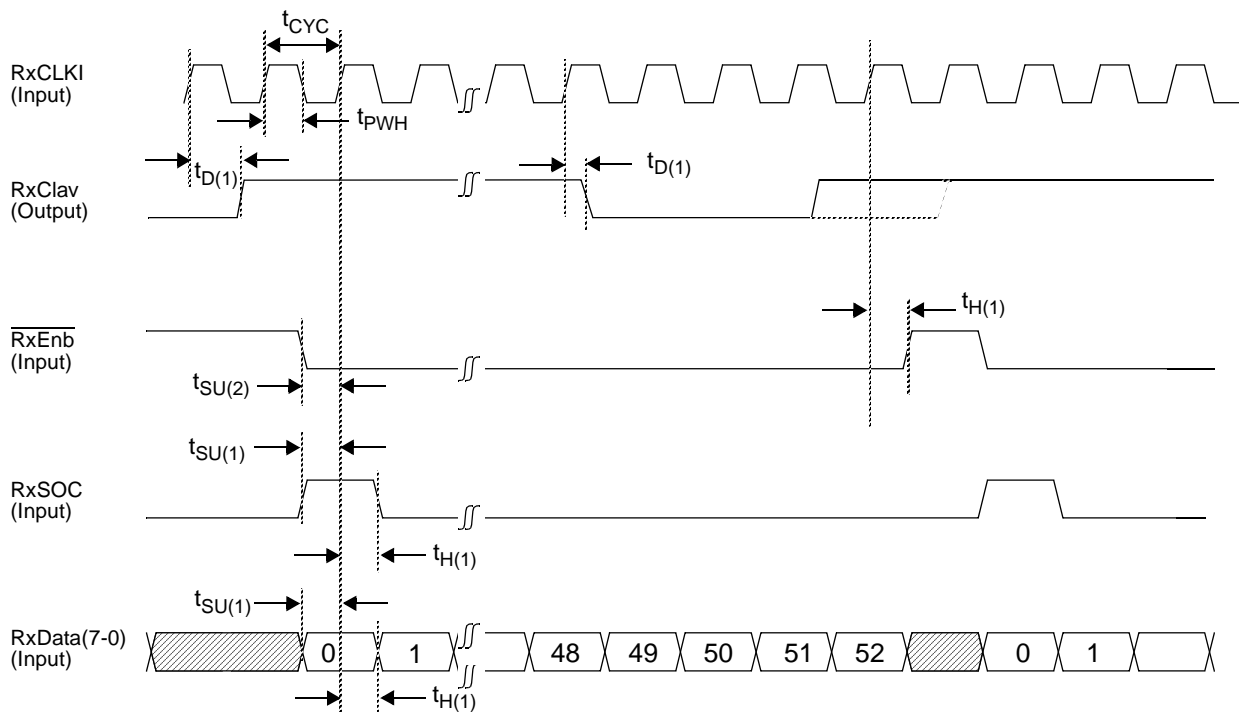 tCYC
RxCLKI
(Input)
tPWH
tD(1)
tD(1)
RxClav
(Output)
tH(1)
RxEnb
(Input)
tSU(2)
tSU(1)
RxSOC
(Input)
tH(1)
tSU(1)
RxData(7-0)
(Input)
0 1 48 49 50 51 52 0 1
tH(1)